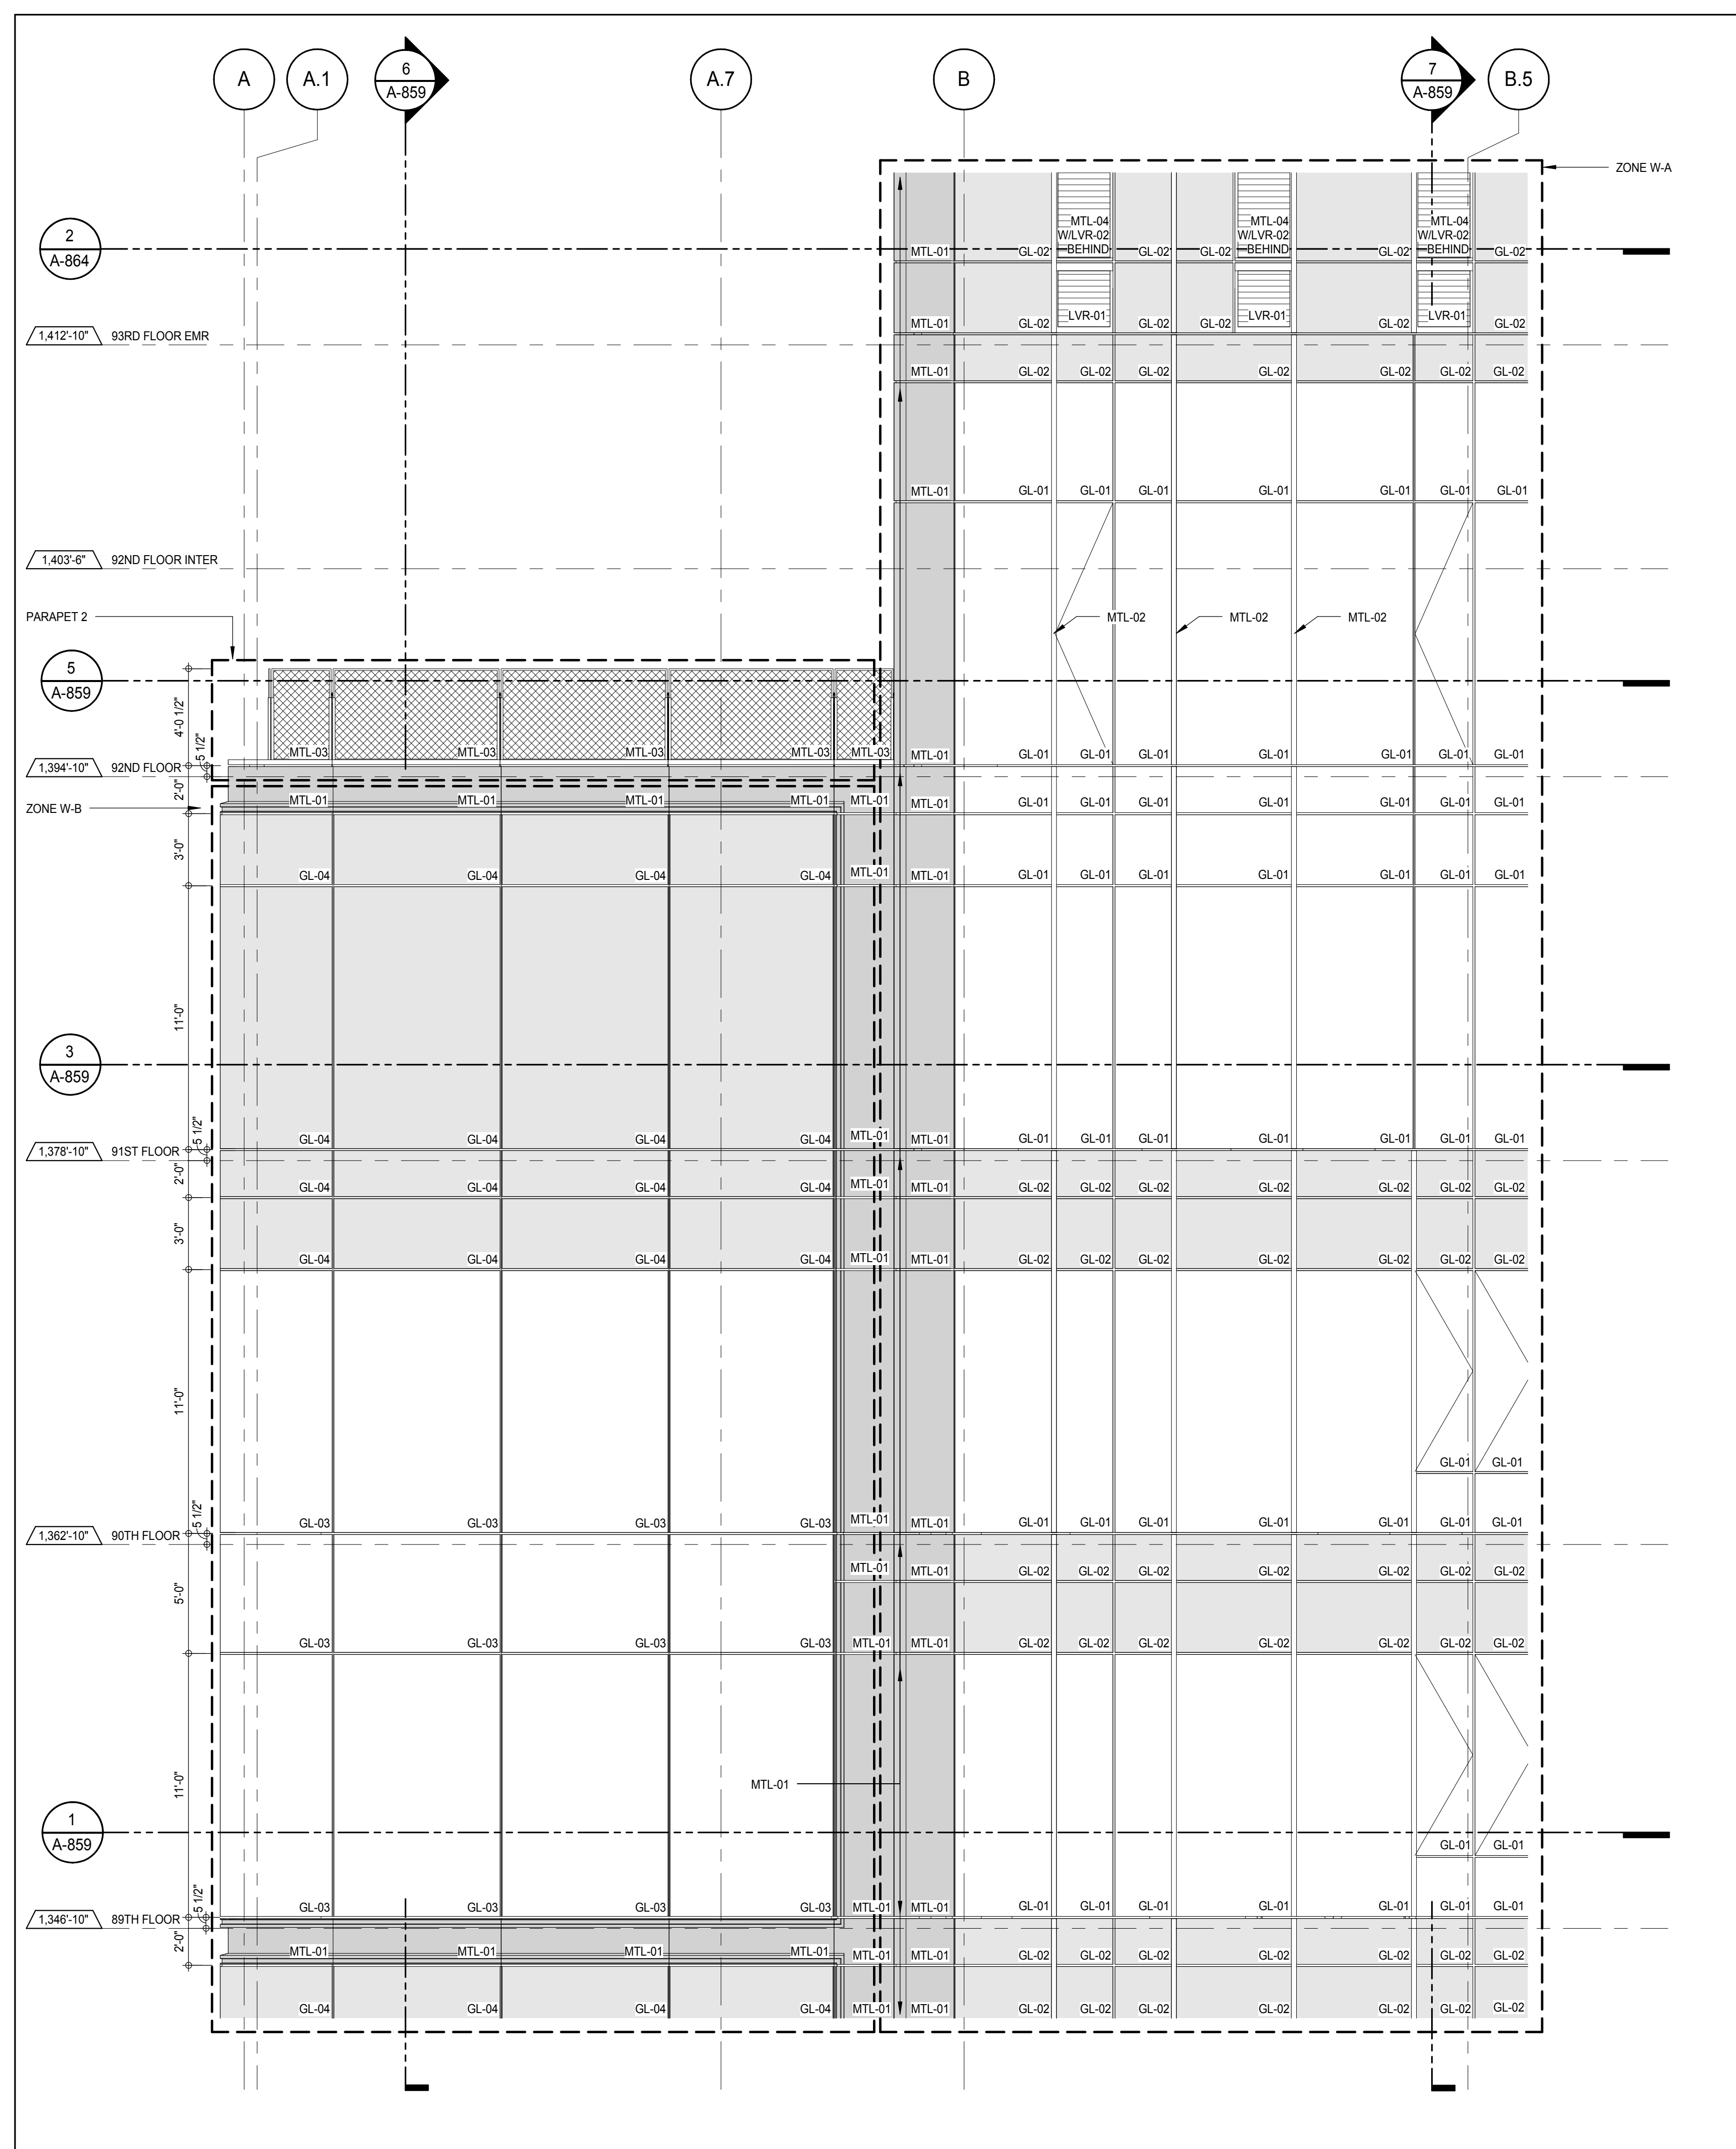 A A.1 6 A.7 B 7 B.5
A-859 A-859
ZONE W-A
MTL-04 MTL-04 MTL-04
2 W/LVR-02 W/LVR-02 W/LVR-02
MTL-01 GL-02 BEHIND GL-02 GL-02 BEHIND GL-02 BEHIND GL-02
A-864
MTL-01 GL-02 LVR-01 GL-02 GL-02 LVR-01 GL-02 LVR-01 GL-02
1,412'-10" 93RD FLOOR EMR
MTL-01 GL-02 GL-02 GL-02 GL-02 GL-02 GL-02 GL-02
MTL-01 GL-01 GL-01 GL-01 GL-01 GL-01 GL-01 GL-01
1,403'-6" 92ND FLOOR INTER
PARAPET 2 MTL-02 MTL-02 MTL-02
5
A-859
4'-0 1/2"
5 1/2"
MTL-03 MTL-03 MTL-03 MTL-03 MTL-03 MTL-01 GL-01 GL-01 GL-01 GL-01 GL-01 GL-01 GL-01
1,394'-10" 92ND FLOOR
2'-0"
MTL-01 MTL-01 MTL-01 MTL-01 MTL-01 MTL-01 GL-01 GL-01 GL-01 GL-01 GL-01 GL-01 GL-01
ZONE W-B
3'-0"
GL-04 GL-04 GL-04 GL-04 MTL-01 MTL-01 GL-01 GL-01 GL-01 GL-01 GL-01 GL-01 GL-01
11'-0"
3
A-859
5 1/2"
GL-04 GL-04 GL-04 GL-04 MTL-01 MTL-01 GL-01 GL-01 GL-01 GL-01 GL-01 GL-01 GL-01
1,378'-10" 91ST FLOOR
2'-0"
GL-04 GL-04 GL-04 GL-04 MTL-01 MTL-01 GL-02 GL-02 GL-02 GL-02 GL-02 GL-02 GL-02
3'-0"
GL-04 GL-04 GL-04 GL-04 MTL-01 MTL-01 GL-02 GL-02 GL-02 GL-02 GL-02 GL-02 GL-02
11'-0"
GL-01 GL-01
5 1/2"
GL-03 GL-03 GL-03 GL-03 MTL-01 MTL-01 GL-01 GL-01 GL-01 GL-01 GL-01 GL-01 GL-01
1,362'-10" 90TH FLOOR
MTL-01 MTL-01 GL-02 GL-02 GL-02 GL-02 GL-02 GL-02 GL-02
5'-0"
GL-03 GL-03 GL-03 GL-03 MTL-01 MTL-01 GL-02 GL-02 GL-02 GL-02 GL-02 GL-02 GL-02
11'-0"
MTL-01
1
A-859
GL-01 GL-01
5 1/2"
GL-03 GL-03 GL-03 GL-03 MTL-01 MTL-01 GL-01 GL-01 GL-01 GL-01 GL-01 GL-01 GL-01
1,346'-10" 89TH FLOOR
2'-0"
MTL-01 MTL-01 MTL-01 MTL-01 MTL-01 MTL-01 GL-02 GL-02 GL-02 GL-02 GL-02 GL-02 GL-02
GL-04 GL-04 GL-04 GL-04 MTL-01 MTL-01 GL-02 GL-02 GL-02 GL-02 GL-02 GL-02 GL-02